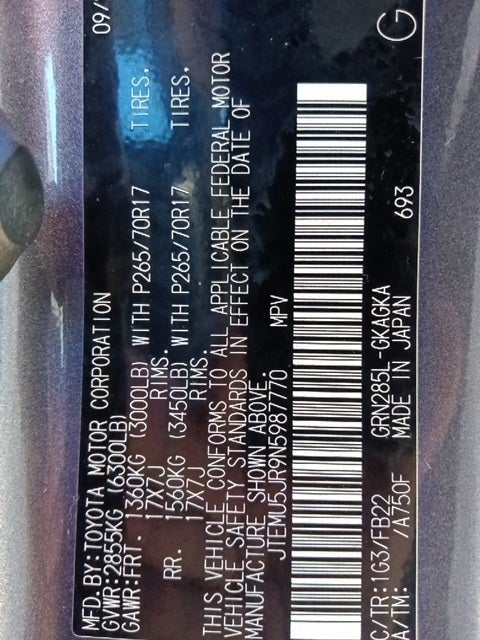 MFD.BY:TOYOTA MOTOR CORPORATION 09/
GVWR:2855KG (6300LB)
GAWR:FRT. 1360KG (3000LB) WITH P265/70R17 TIRES,
17X7J RIMS.
RR. 1560KG (3450LB) WITH P265/70R17 TIRES,
17X7J RIMS.
THIS VEHICLE CONFORMS TO ALL APPLICABLE FEDERAL MOTOR
VEHICLE SAFETY STANDARDS IN EFFECT ON THE DATE OF
MANUFACTURE SHOWN ABOVE.
JTEMU5JR9N5987770 MPV
C/TR:1G3/FB22 GRN285L-GKAGKA 693
A/TM: /A750F MADE IN JAPAN
G